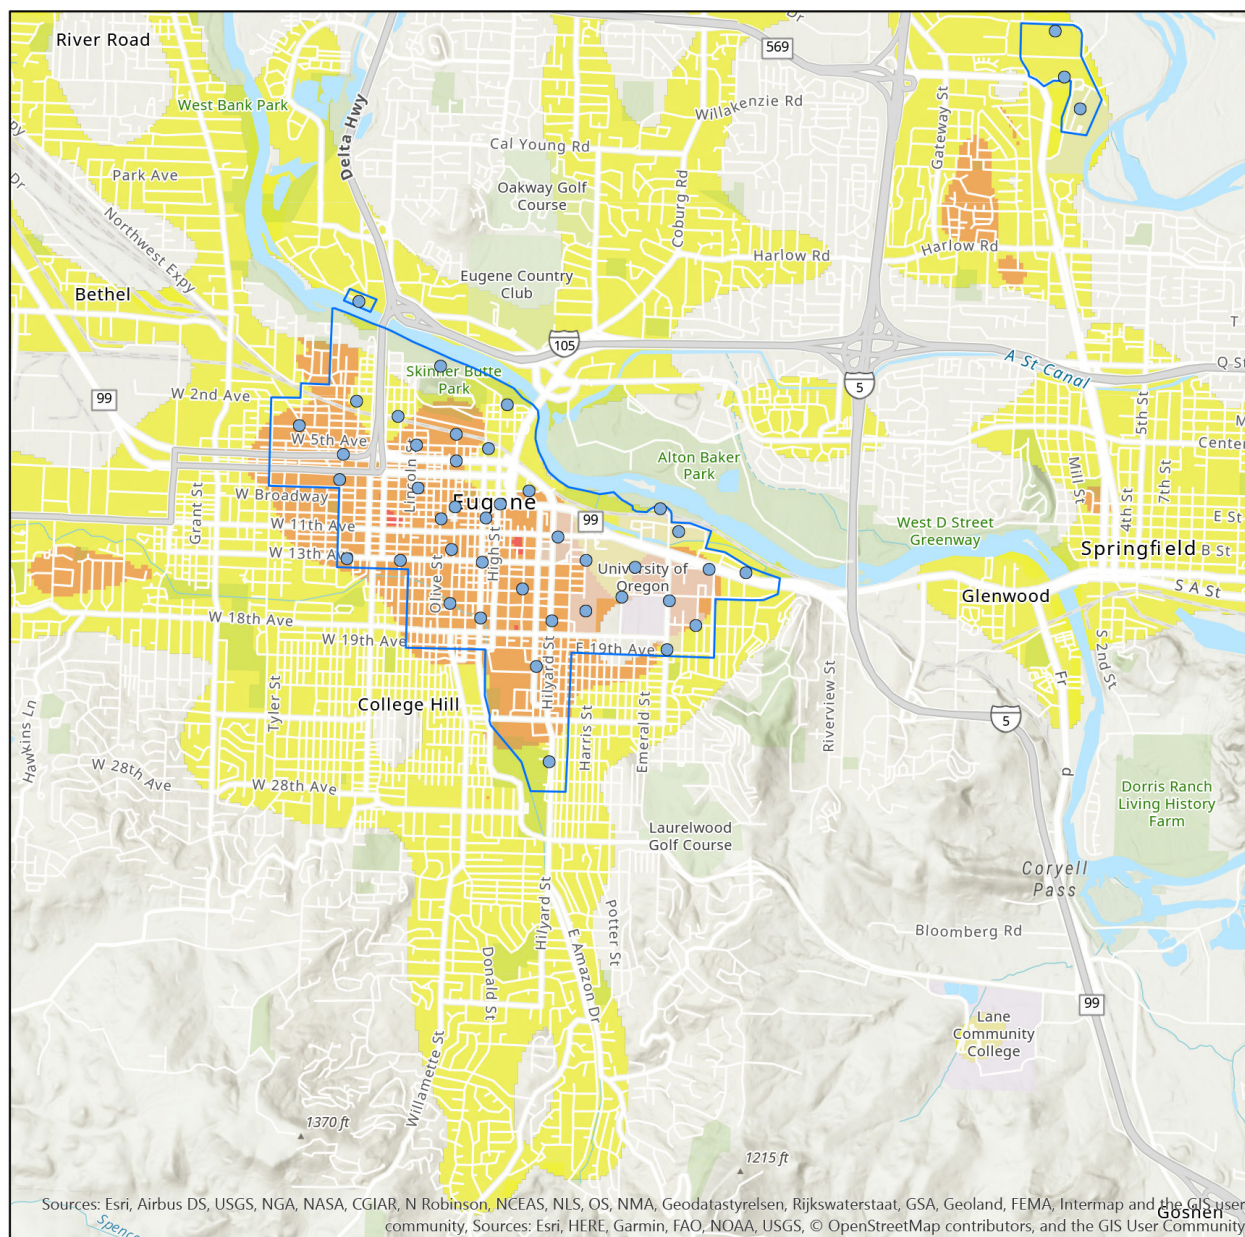 River Road
Dr
569
West Bank Park
Delta Hwy
Willakenzie Rd
Gateway St
Cal Young Rd
py
Dr
Park Ave
Oakway Golf
Course
Coburg Rd
Northwest Expy
Harlow Rd
Harlow Rd
Eugene Country
Club
Bethel
T
105
A St Canal
Q St
5
Skinner Butte
Park
W 2nd Ave
99
5th St
M
Center
W 5th Ave
Lincoln St
Alton Baker
Park
Mill St
7th St
4th St
W Broadway
Eugene
Grant St
99
E St
W 11th Ave
West D Street
Greenway
High St
W 13th Av
Springfield
B St
Olive St
University of
Oregon
S A St
Glenwood
W 18th Ave
W 19th Ave
E 19th Ave
S 2nd St
Hilyard St
Riverview St
Fr
Tyler St
College Hill
Emerald St
Harris St
Hawkins Ln
5
W 28th Ave
W 28th Ave
p
Dorris Ranch
Living History
Farm
Laurelwood
Golf Course
Coryell
Pass
Hilyard St
Potter St
E Amazon Dr
Bloomberg Rd
Donald St
99
Lane
Community
College
Willamette St
1370 ft
1215 ft
Sources: Esri, Airbus DS, USGS, NGA, NASA, CGIAR, N Robinson, NCEAS, NLS, OS, NMA, Geodatastyrelsen, Rijkswaterstaat, GSA, Geoland, FEMA, Intermap and the GIS user
community, Sources: Esri, HERE, Garmin, FAO, NOAA, USGS, © OpenStreetMap contributors, and the GIS User Community
Goshen
Spence